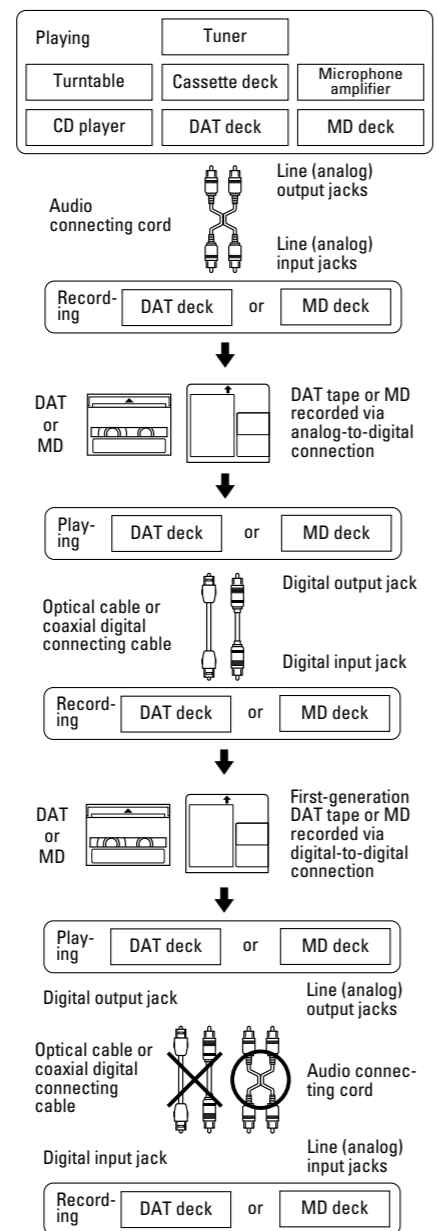 Playing
Tuner
Turntable
Cassette deck
Microphone
amplifier
CD player
DAT deck
MD deck
Audio
connecting cord
Line (analog)
output jacks
Line (analog)
input jacks
Record-
ing
DAT deck
or
MD deck
DAT
or
MD
DAT tape or MD
recorded via
analog-to-digital
connection
Play-
ing
DAT deck
or
MD deck
Optical cable or
coaxial digital
connecting cable
Digital output jack
Digital input jack
Record-
ing
DAT deck
or
MD deck
DAT
or
MD
First-generation
DAT tape or MD
recorded via
digital-to-digital
connection
Play-
ing
DAT deck
or
MD deck
Digital output jack
Line (analog)
output jacks
Optical cable or
coaxial digital
connecting
cable
Audio connec-
ting cord
Digital input jack
Line (analog)
input jacks
Record-
ing
DAT deck
or
MD deck